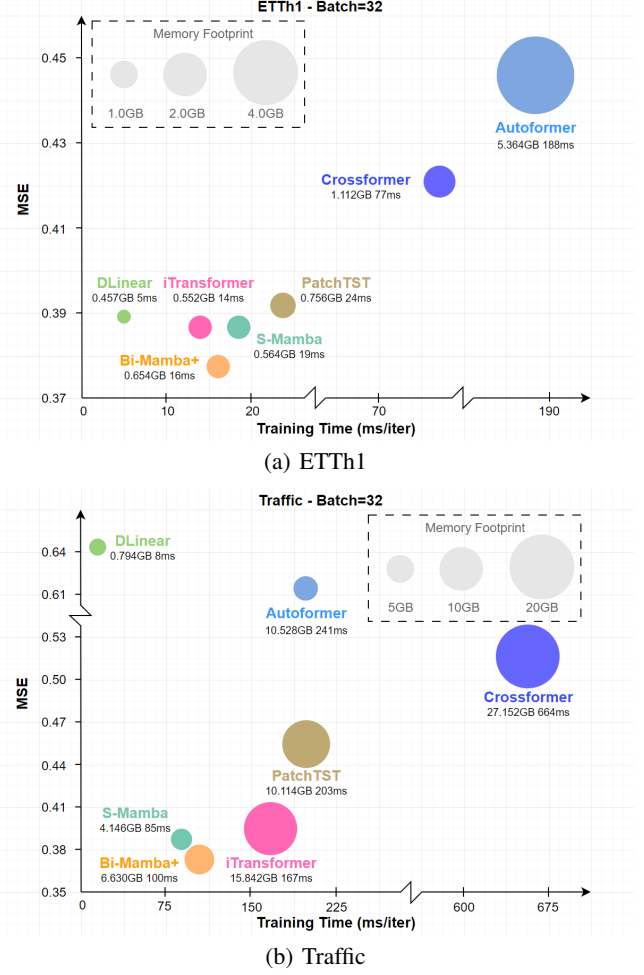 ETTh1 - Batch=32
Memory Footprint
1.0GB 2.0GB 4.0GB
0.45
0.43
0.41
0.39
0.37
MSE
Autoformer
5.364GB 188ms
Crossformer
1.112GB 77ms
DLinear
0.457GB 5ms
iTransformer
0.552GB 14ms
PatchTST
0.756GB 24ms
S-Mamba
0.564GB 19ms
Bi-Mamba+
0.654GB 16ms
0 10 20 70 190
Training Time (ms/iter)
(a) ETTh1
Traffic - Batch=32
Memory Footprint
5GB 10GB 20GB
0.64
0.61
0.53
0.50
0.47
0.44
0.41
0.38
0.35
MSE
DLinear
0.794GB 8ms
Autoformer
10.528GB 241ms
Crossformer
27.152GB 664ms
PatchTST
10.114GB 203ms
S-Mamba
4.146GB 85ms
Bi-Mamba+
6.630GB 100ms
iTransformer
15.842GB 167ms
0 75 150 225 600 675
Training Time (ms/iter)
(b) Traffic